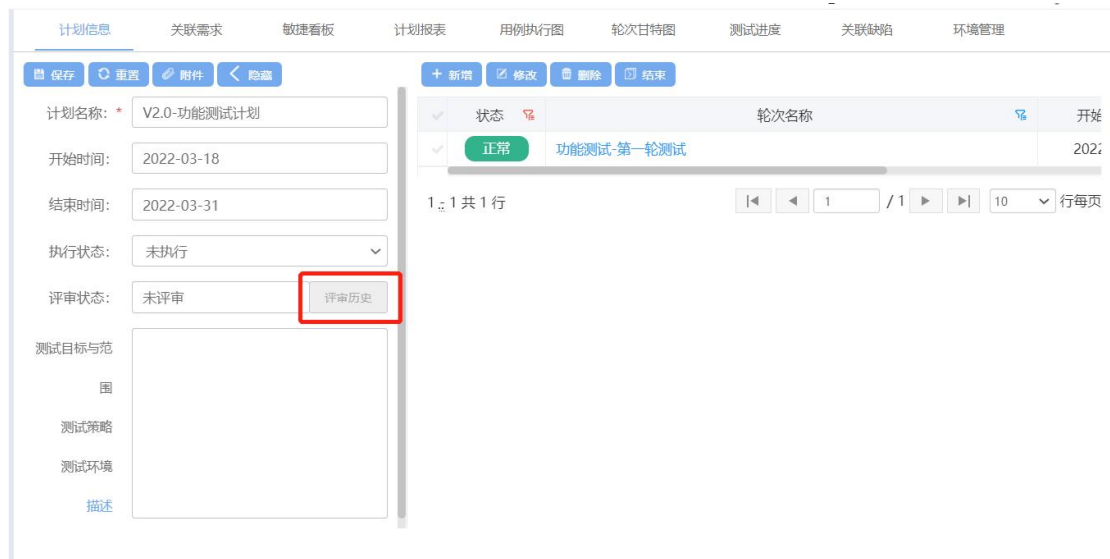 计划信息 关联需求 敏捷看板 计划报表 用例执行图 轮次甘特图 测试进度 关联缺陷 环境管理
保存 重置 附件 隐藏
计划名称: * V2.0-功能测试计划
开始时间: 2022-03-18
结束时间: 2022-03-31
执行状态: 未执行
评审状态: 未评审 评审历史
测试目标与范
围
测试策略
测试环境
描述
+ 新增 修改 删除 结束
状态 轮次名称 开始
正常 功能测试-第一轮测试 2022
1 - 1 共 1 行 1 / 1 10 行每页